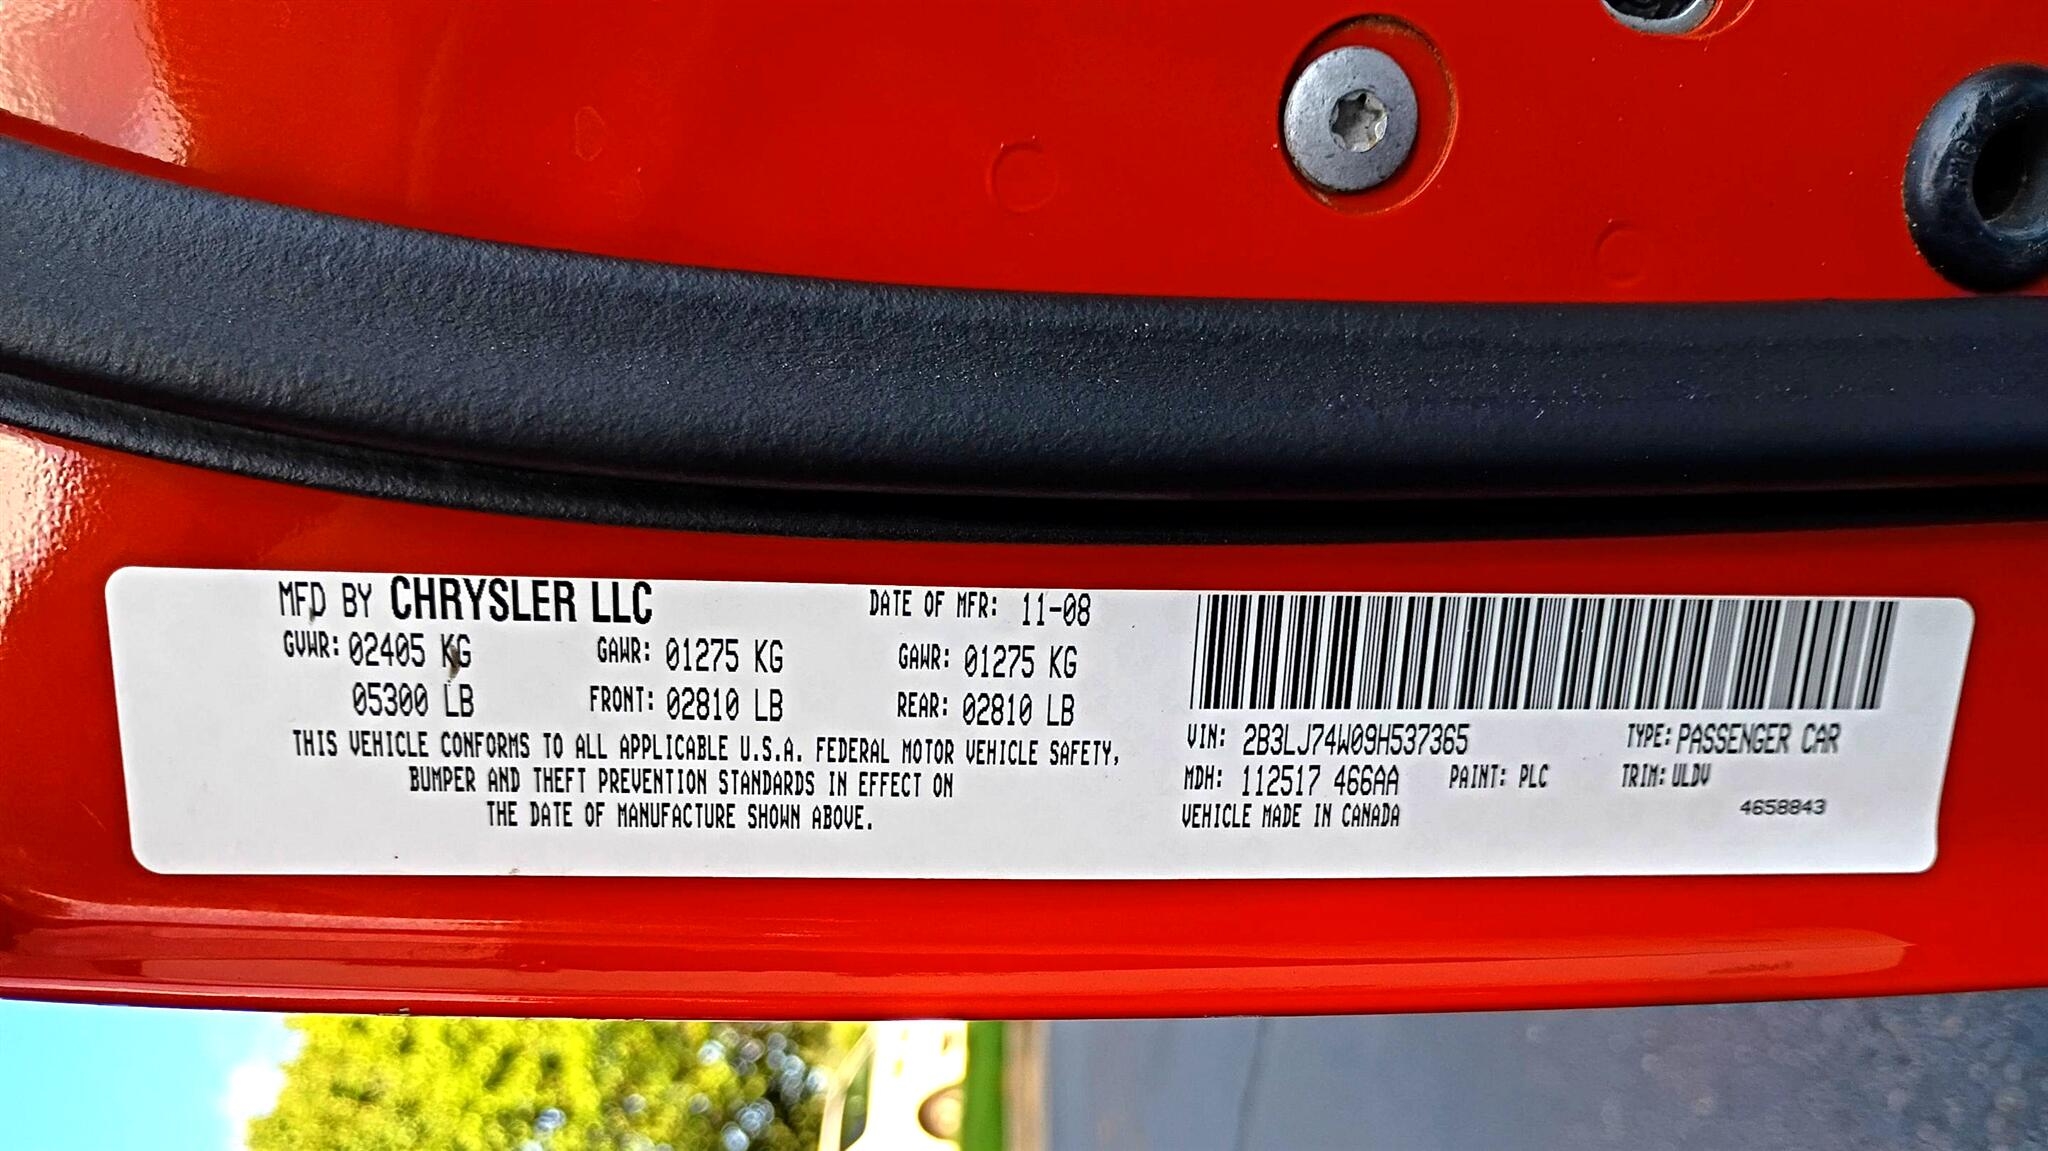 MFD BY CHRYSLER LLC DATE OF MFR: 11-08
GVWR: 02405 KG GAWR: 01275 KG GAWR: 01275 KG
05300 LB FRONT: 02810 LB REAR: 02810 LB
THIS VEHICLE CONFORMS TO ALL APPLICABLE U.S.A. FEDERAL MOTOR VEHICLE SAFETY,
BUMPER AND THEFT PREVENTION STANDARDS IN EFFECT ON
THE DATE OF MANUFACTURE SHOWN ABOVE.
VIN: 2B3LJ74W09H537365 TYPE: PASSENGER CAR
MDH: 112517 466AA PAINT: PLC TRIM: ULDV
VEHICLE MADE IN CANADA 4658843